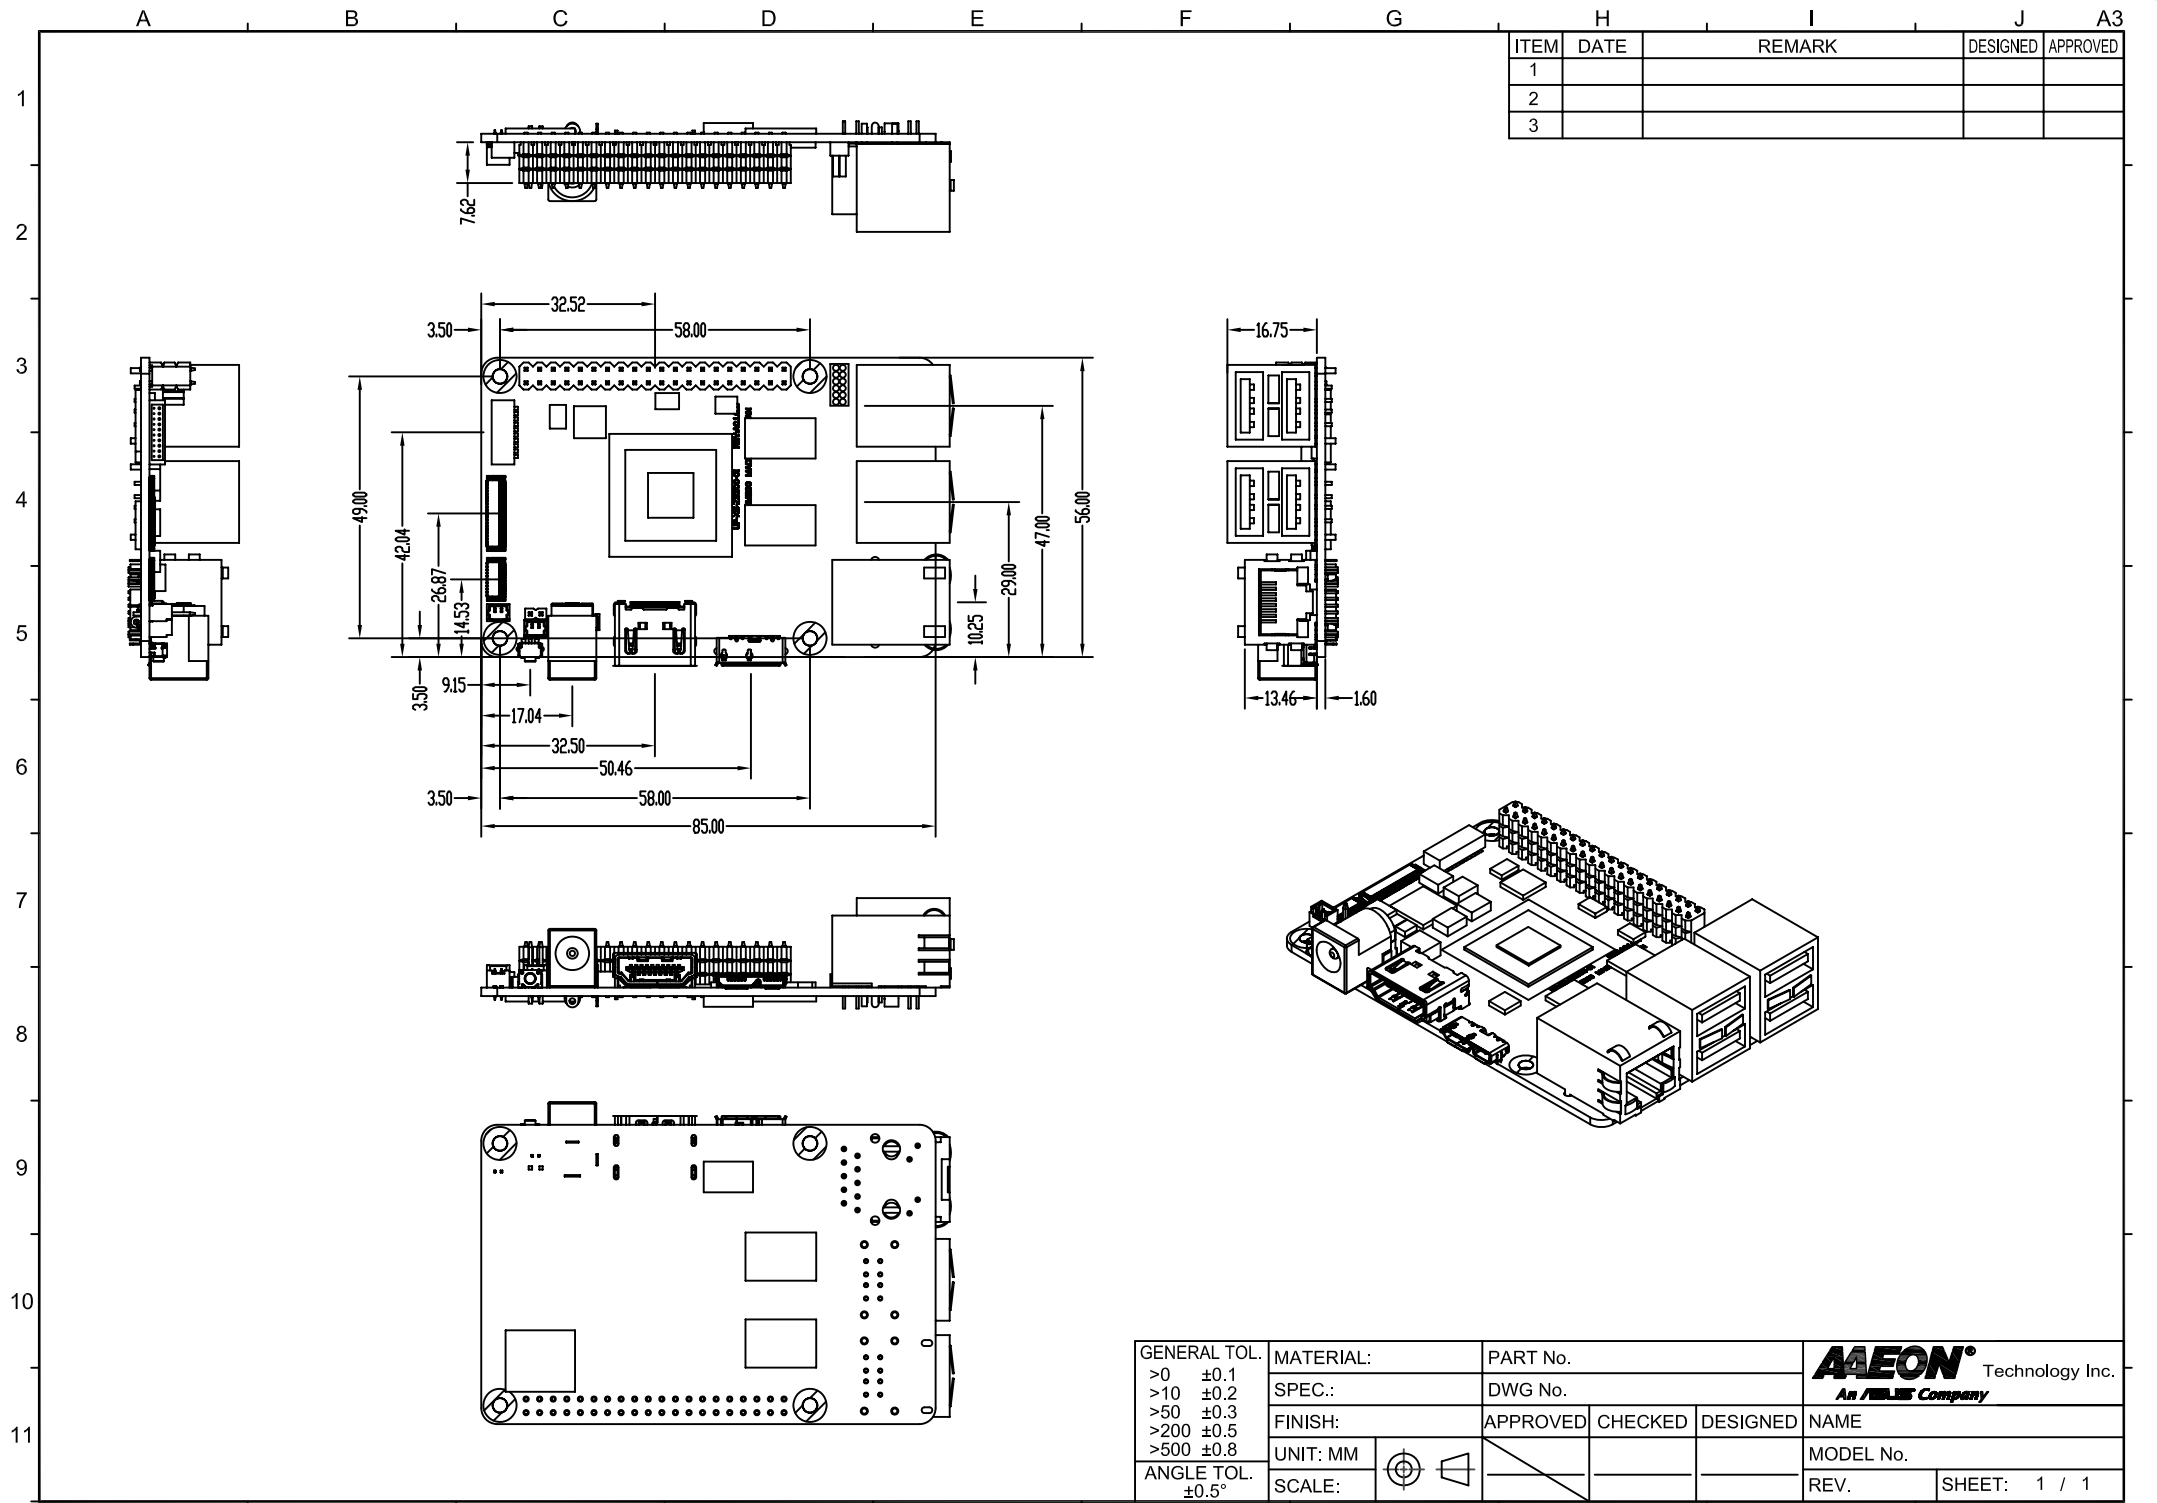 A B C D E F G H I J A3
ITEM DATE REMARK DESIGNED APPROVED
1
2
3
1
2
3
4
5
6
7
8
9
10
11
7.62
32.52
3.50
58.00
16.75
49.00
42.04
26.87
14.53
3.50
56.00
47.00
29.00
10.25
9.15
17.04
32.50
50.46
3.50
58.00
85.00
13.46
1.60
GENERAL TOL.
>0 ±0.1
>10 ±0.2
>50 ±0.3
>200 ±0.5
>500 ±0.8
ANGLE TOL.
±0.5°
MATERIAL:
SPEC.:
FINISH:
UNIT: MM
SCALE:
PART No.
DWG No.
APPROVED CHECKED DESIGNED
AAEON® Technology Inc.
An ASUS Company
NAME
MODEL No.
REV.
SHEET: 1 / 1